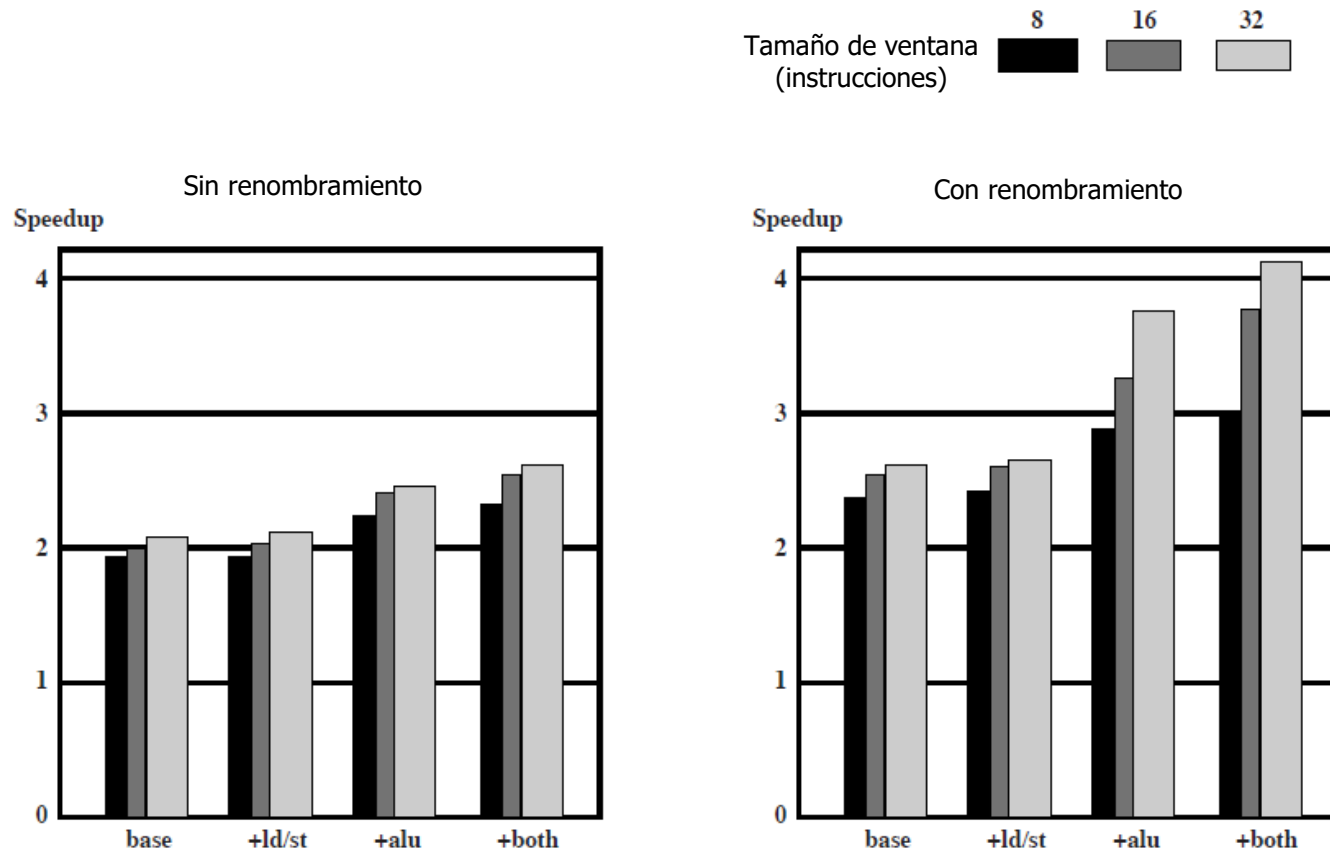 8 16 32
Tamaño de ventana
(instrucciones)
Sin renombramiento
Speedup
4
3
2
1
0
base +ld/st +alu +both
Con renombramiento
Speedup
4
3
2
1
0
base +ld/st +alu +both